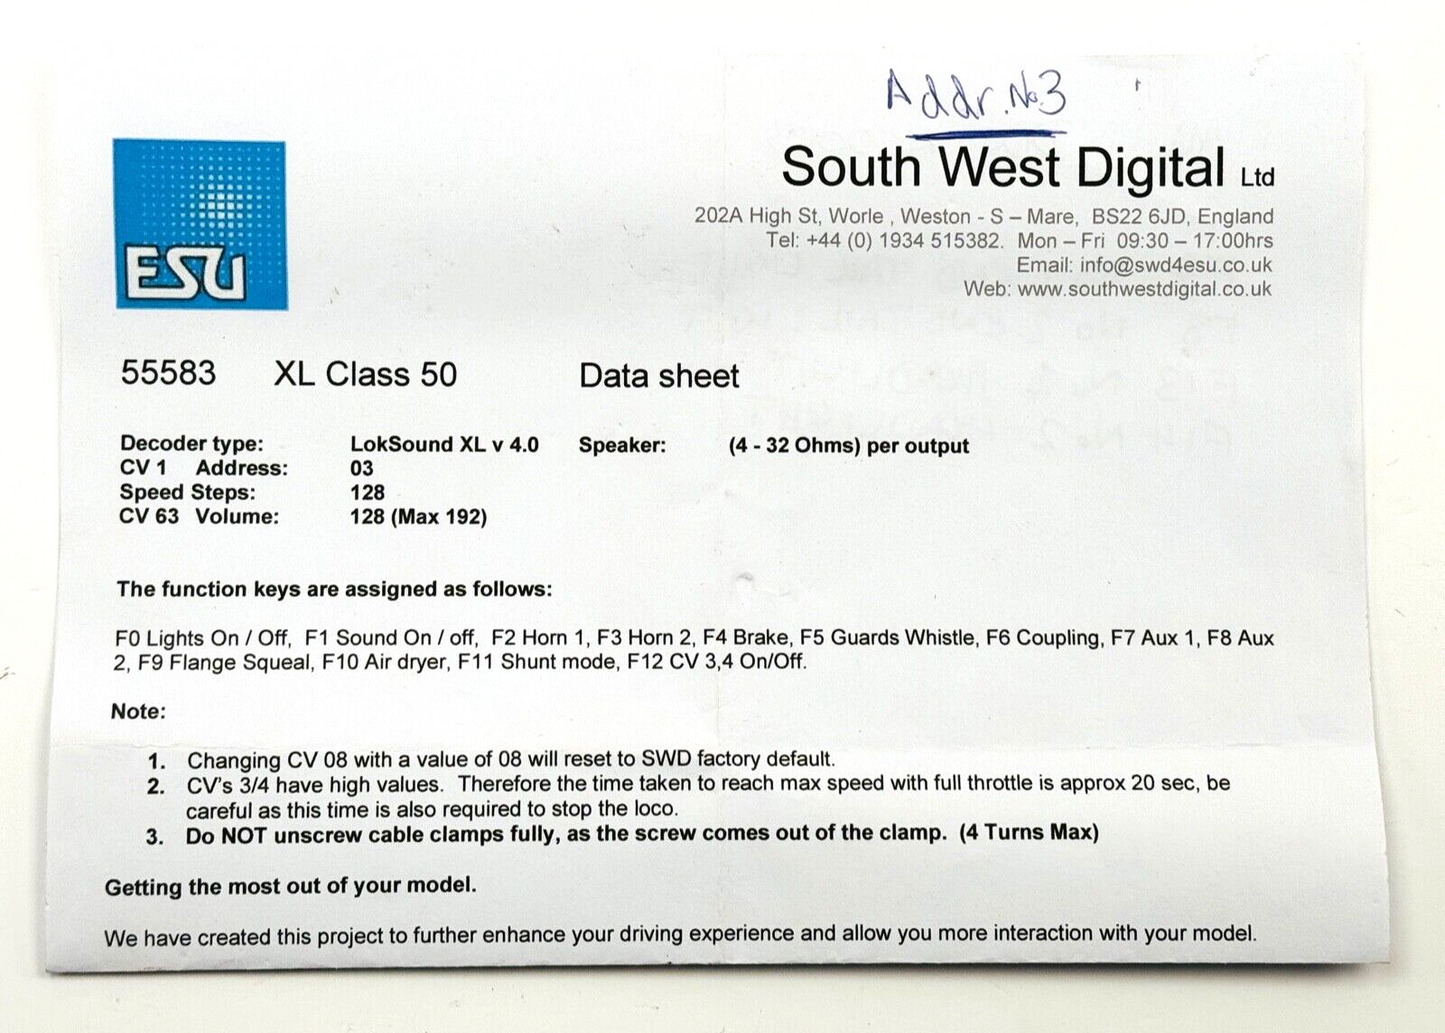 Addr. No 3
ESU
South West Digital Ltd
202A High St, Worle , Weston - S – Mare, BS22 6JD, England
Tel: +44 (0) 1934 515382. Mon – Fri 09:30 – 17:00hrs
Email: info@swd4esu.co.uk
Web: www.southwestdigital.co.uk
55583 XL Class 50 Data sheet
Decoder type: LokSound XL v 4.0 Speaker: (4 - 32 Ohms) per output
CV 1 Address: 03
Speed Steps: 128
CV 63 Volume: 128 (Max 192)
The function keys are assigned as follows:
F0 Lights On / Off, F1 Sound On / off, F2 Horn 1, F3 Horn 2, F4 Brake, F5 Guards Whistle, F6 Coupling, F7 Aux 1, F8 Aux
2, F9 Flange Squeal, F10 Air dryer, F11 Shunt mode, F12 CV 3,4 On/Off.
Note:
1. Changing CV 08 with a value of 08 will reset to SWD factory default.
2. CV's 3/4 have high values. Therefore the time taken to reach max speed with full throttle is approx 20 sec, be
careful as this time is also required to stop the loco.
3. Do NOT unscrew cable clamps fully, as the screw comes out of the clamp. (4 Turns Max)
Getting the most out of your model.
We have created this project to further enhance your driving experience and allow you more interaction with your model.